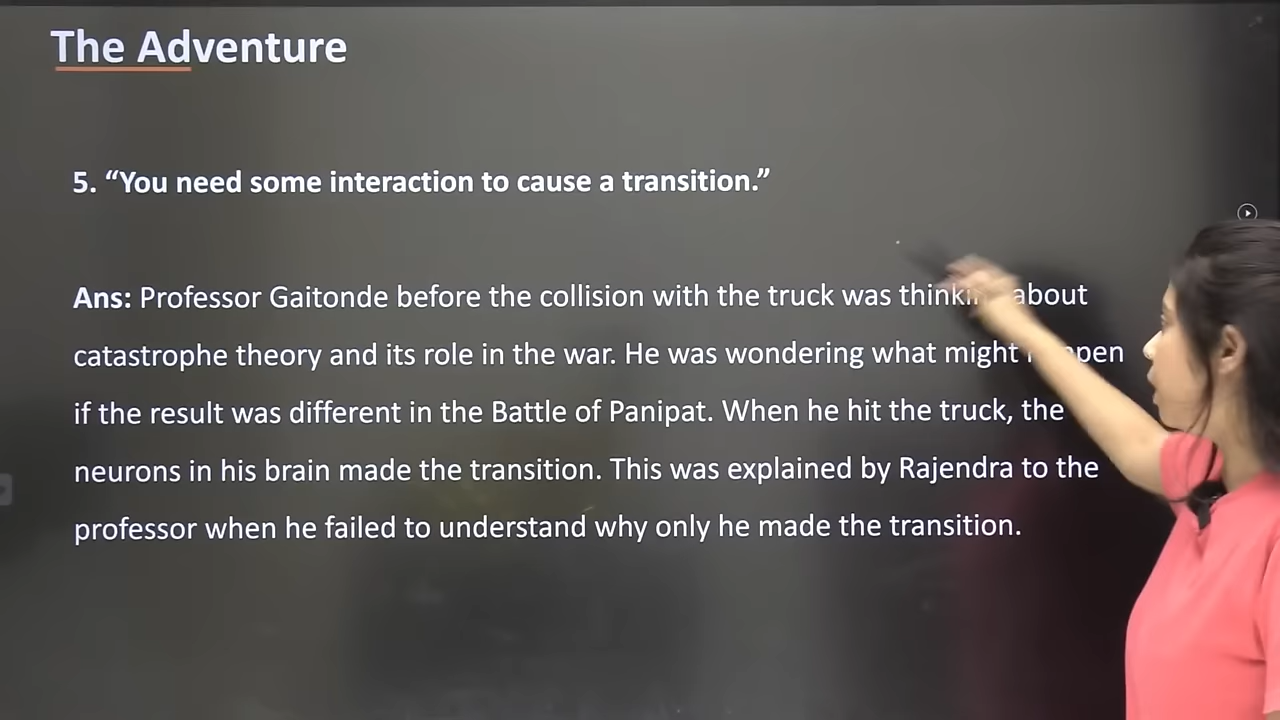 The Adventure
5. “You need some interaction to cause a transition.”
Ans: Professor Gaitonde before the collision with the truck was about
catastrophe theory and its role in the war. He was wondering what might
if the result was different in the Battle of Panipat. When he hit the truck, the
neurons in his brain made the transition. This was explained by Rajendra to the
professor when he failed to understand why only he made the transition.